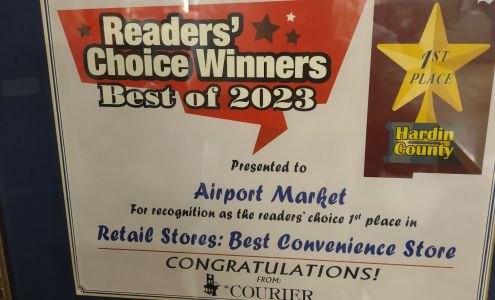 Readers'
Choice Winners
Best of 2023
1ST
PLACE
Hardin
County
Presented to
Airport Market
For recognition as the readers' choice 1st place in
Retail Stores: Best Convenience Store
CONGRATULATIONS!
FROM:
the COURIER